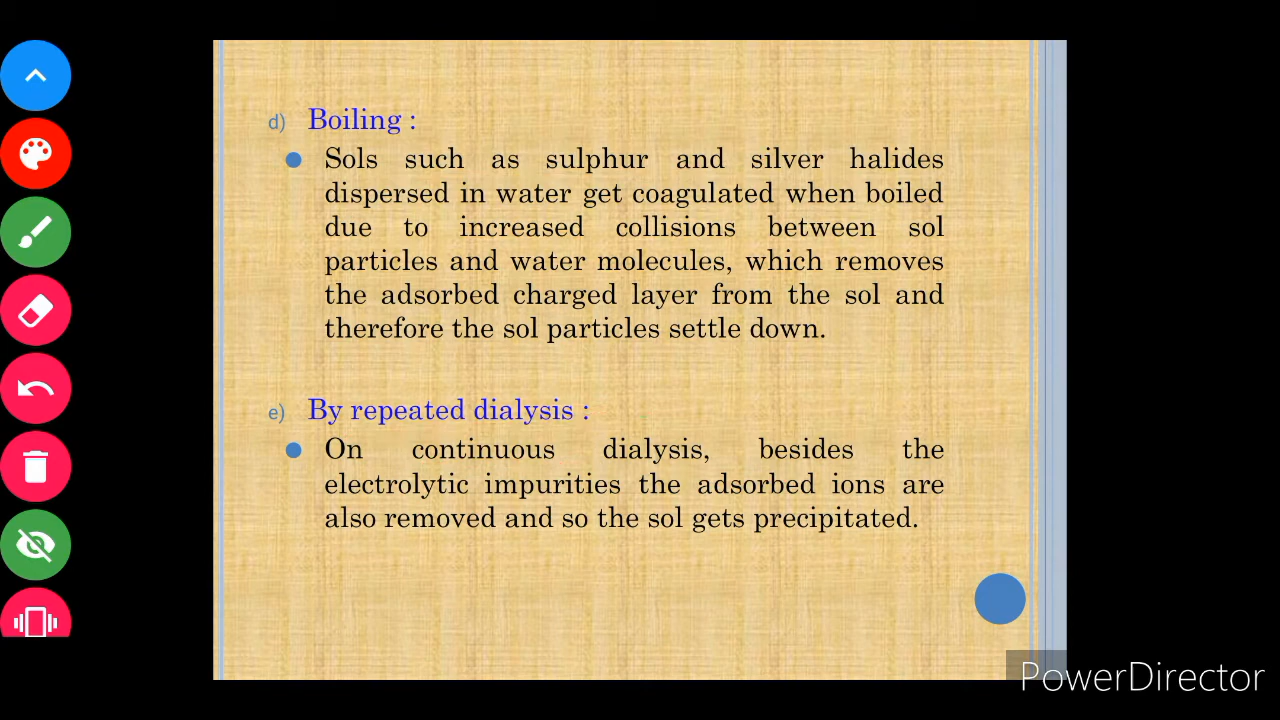 d) Boiling :
Sols such as sulphur and silver halides
dispersed in water get coagulated when boiled
due to increased collisions between sol
particles and water molecules, which removes
the adsorbed charged layer from the sol and
therefore the sol particles settle down.
e) By repeated dialysis :
On continuous dialysis, besides the
electrolytic impurities the adsorbed ions are
also removed and so the sol gets precipitated.
PowerDirector